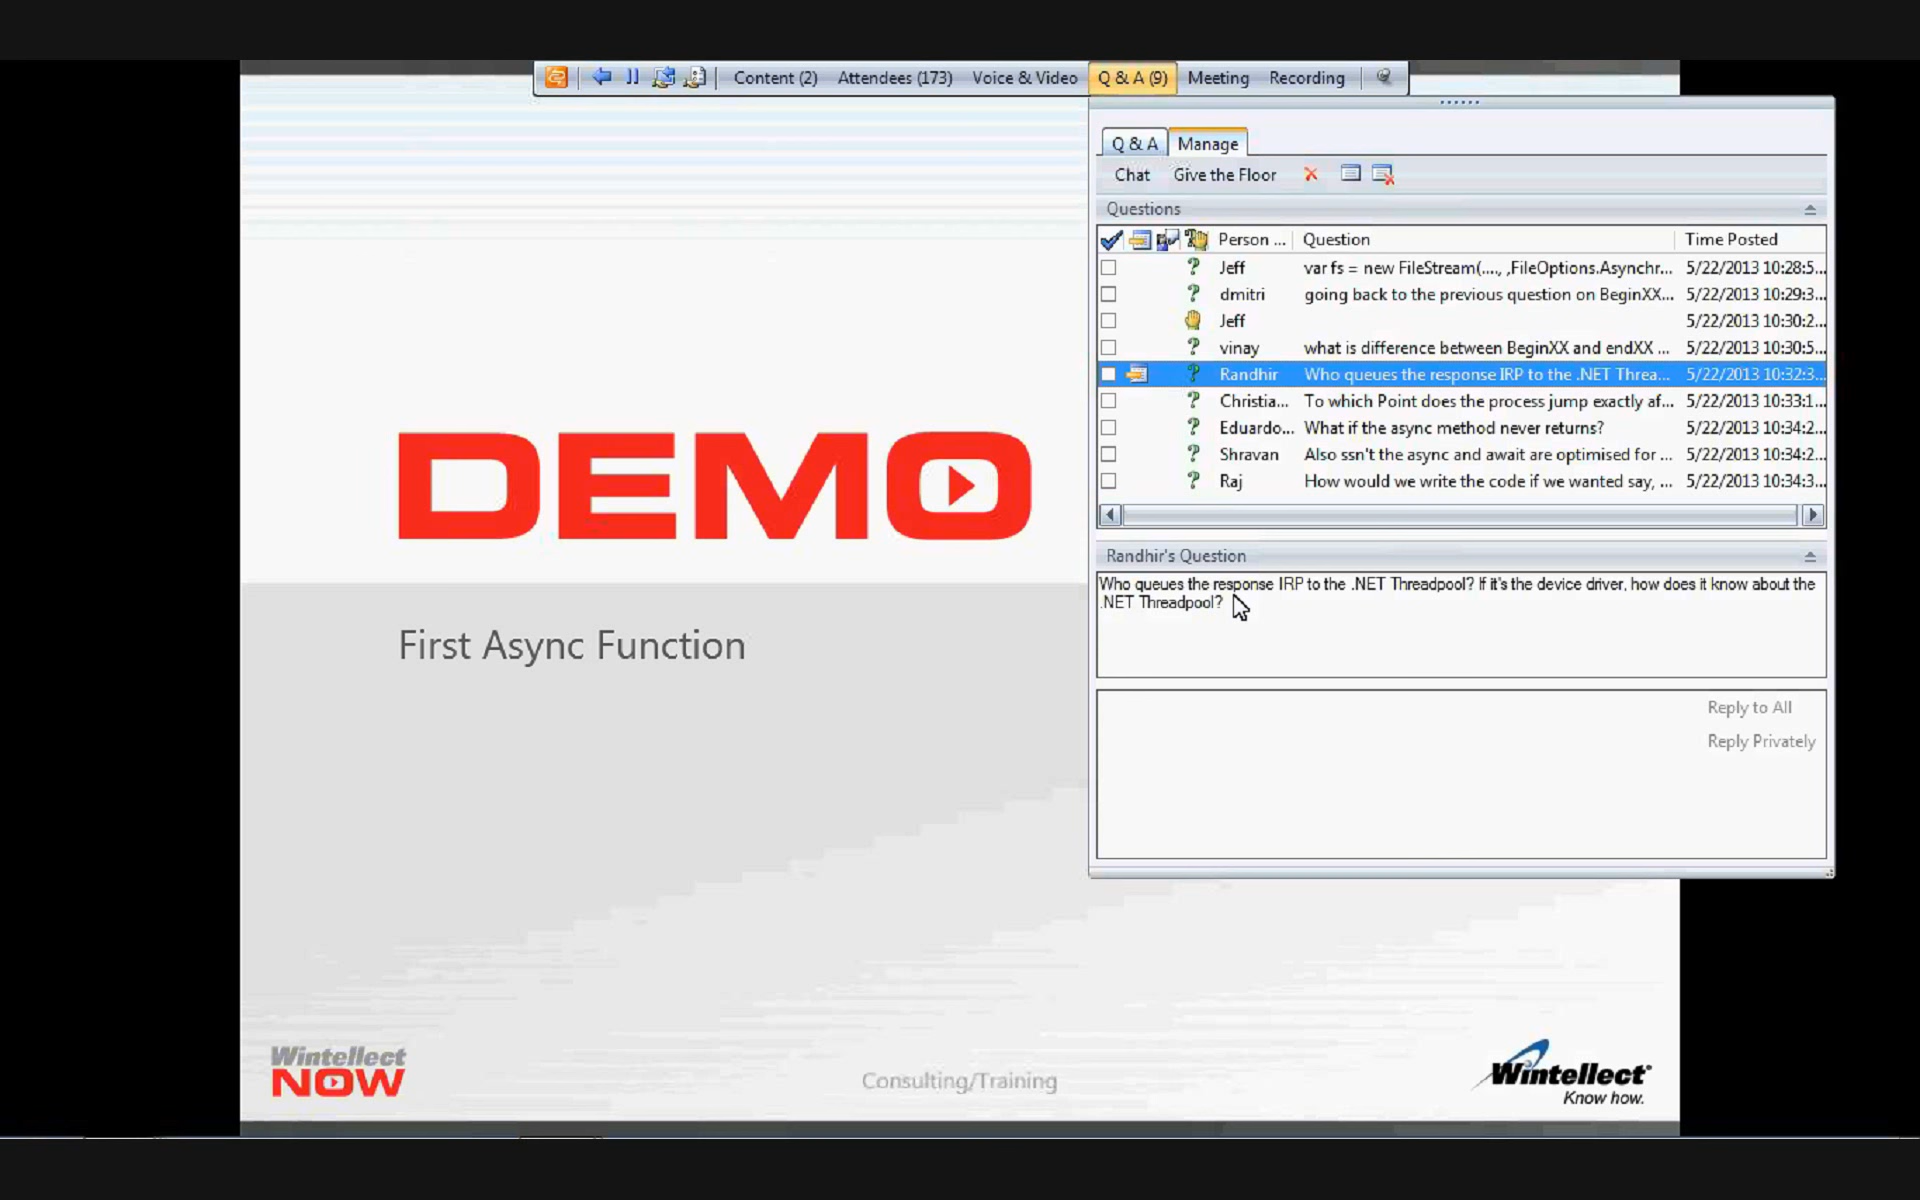 Content (2) Attendees (173) Voice & Video Q & A (9) Meeting Recording
Q & A Manage
Chat Give the Floor
Questions
Person ... Question Time Posted
Jeff var fs = new FileStream(...., ,FileOptions.Asynchr... 5/22/2013 10:28:5...
dmitri going back to the previous question on BeginXX... 5/22/2013 10:29:3...
Jeff 5/22/2013 10:30:2...
vinay what is difference between BeginXX and endXX ... 5/22/2013 10:30:5...
Randhir Who queues the response IRP to the .NET Threa... 5/22/2013 10:32:3...
Christia... To which Point does the process jump exactly af... 5/22/2013 10:33:1...
Eduardo... What if the async method never returns? 5/22/2013 10:34:2...
Shravan Also ssn't the async and await are optimised for ... 5/22/2013 10:34:2...
Raj How would we write the code if we wanted say, ... 5/22/2013 10:34:3...
Randhir's Question
Who queues the response IRP to the .NET Threadpool? If it's the device driver, how does it know about the
.NET Threadpool?
Reply to All
Reply Privately
DEMO
First Async Function
Wintellect
NOW
Consulting/Training
Wintellect
Know how.